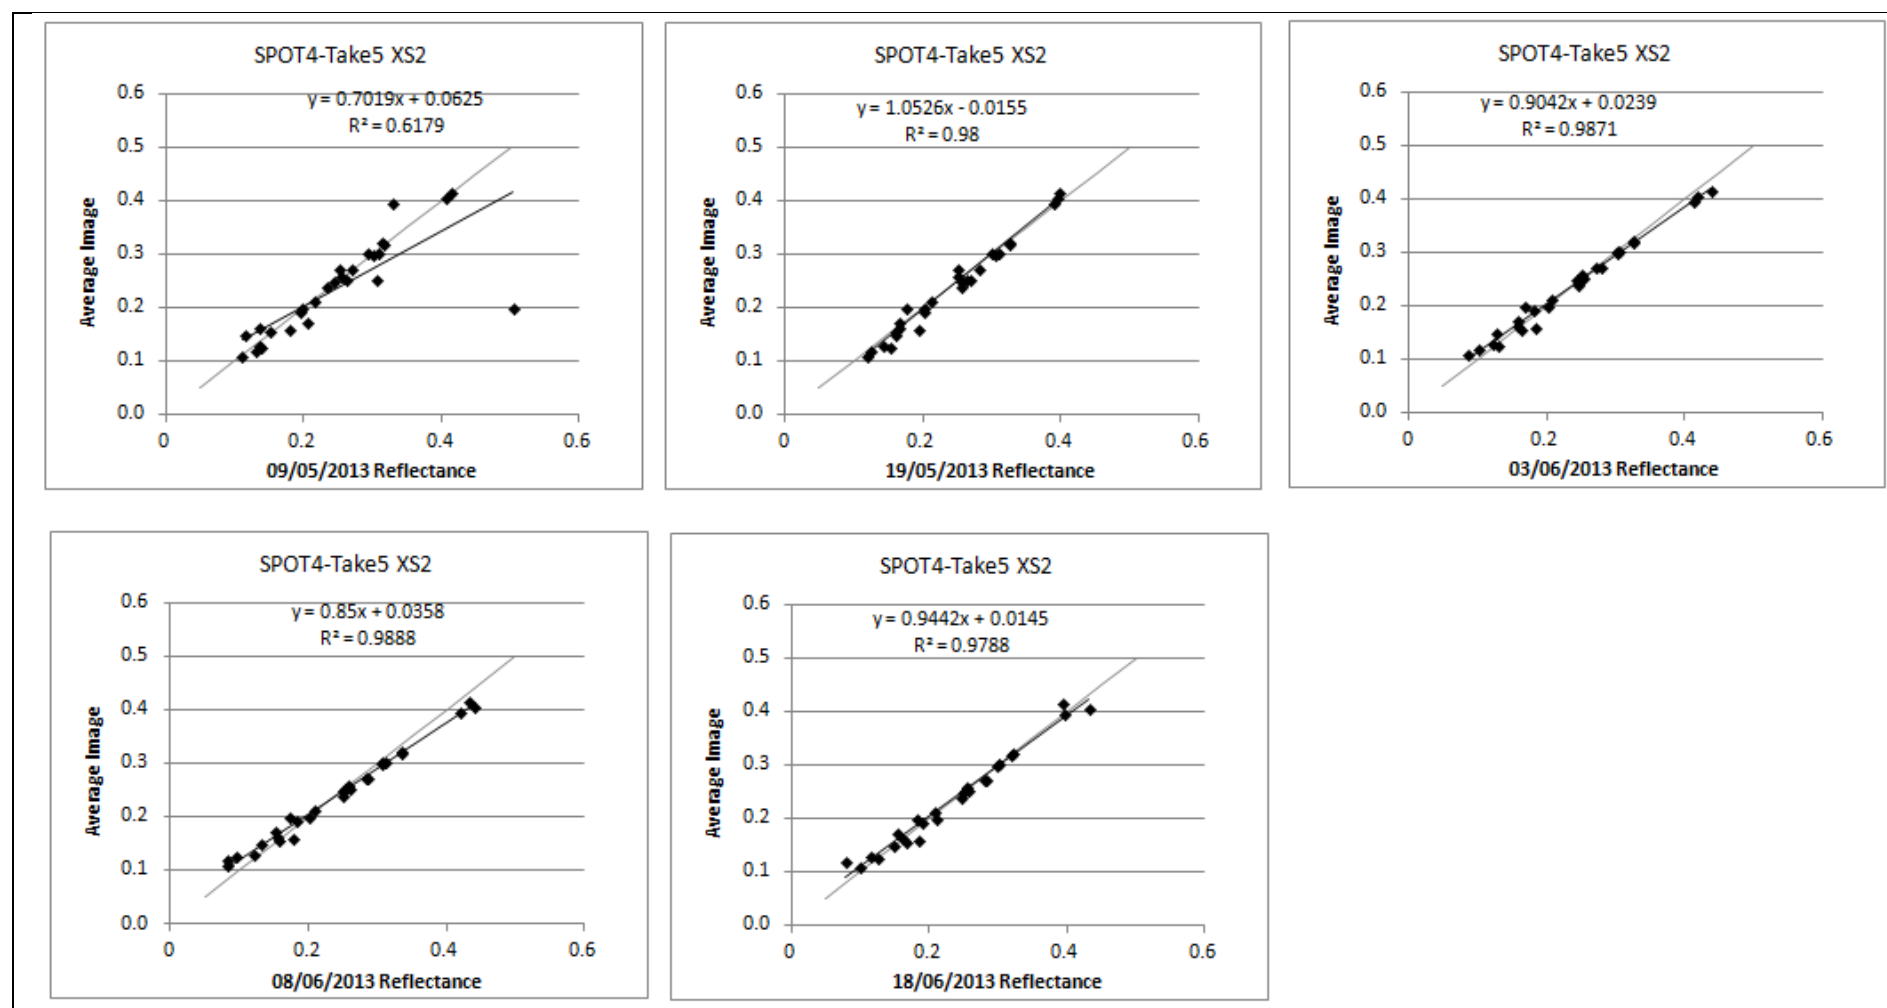 SPOT4-Take5 XS2
y = 0.7019x + 0.0625
R² = 0.6179
0.6
0.5
0.4
0.3
0.2
0.1
0.0
Average Image
0 0.2 0.4 0.6
09/05/2013 Reflectance
SPOT4-Take5 XS2
y = 1.0526x - 0.0155
R² = 0.98
0.6
0.5
0.4
0.3
0.2
0.1
0.0
Average Image
0 0.2 0.4 0.6
19/05/2013 Reflectance
SPOT4-Take5 XS2
y = 0.9042x + 0.0239
R² = 0.9871
0.6
0.5
0.4
0.3
0.2
0.1
0.0
Average Image
0 0.2 0.4 0.6
03/06/2013 Reflectance
SPOT4-Take5 XS2
y = 0.85x + 0.0358
R² = 0.9888
0.6
0.5
0.4
0.3
0.2
0.1
0.0
Average Image
0 0.2 0.4 0.6
08/06/2013 Reflectance
SPOT4-Take5 XS2
y = 0.9442x + 0.0145
R² = 0.9788
0.6
0.5
0.4
0.3
0.2
0.1
0.0
Average Image
0 0.2 0.4 0.6
18/06/2013 Reflectance